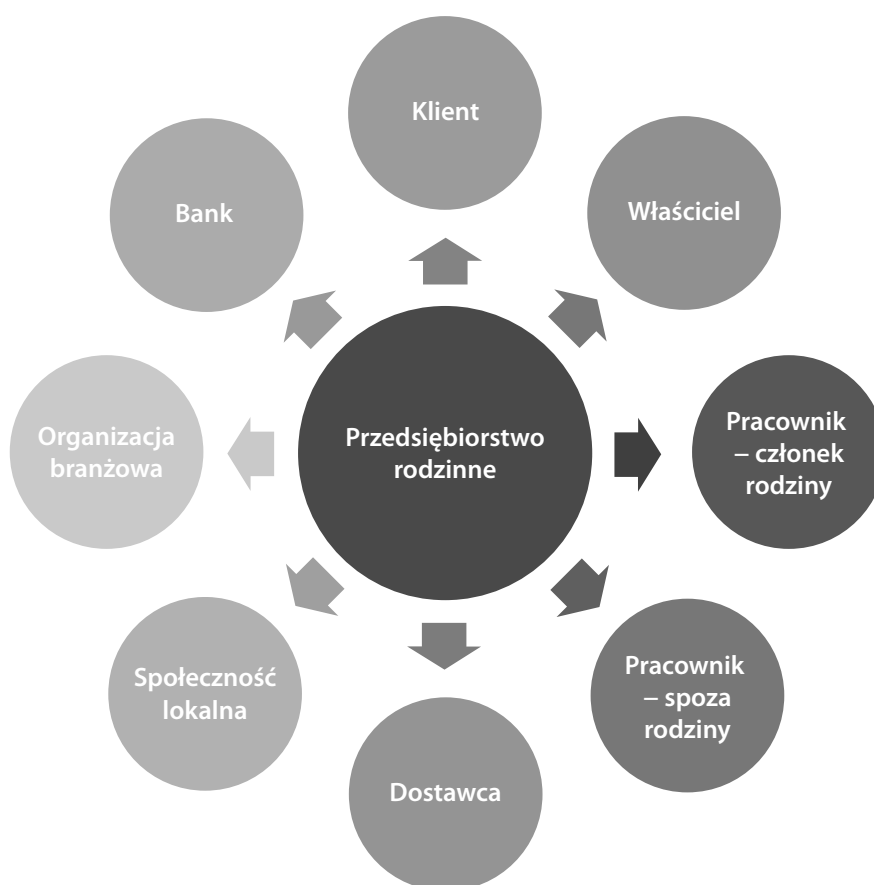 Klient
Bank
Właściciel
Organizacja
branżowa
Przedsiębiorstwo
rodzinne
Pracownik
– członek
rodziny
Społeczność
lokalna
Pracownik
– spoza
rodziny
Dostawca